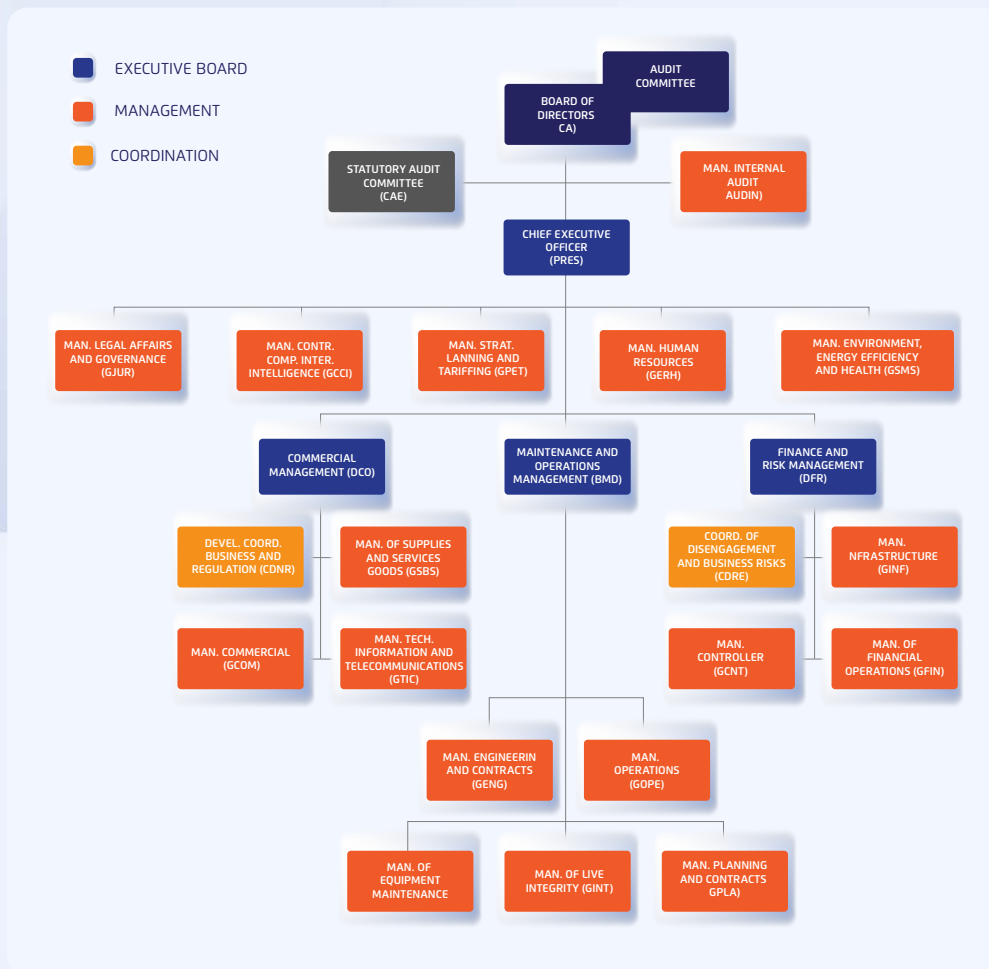 EXECUTIVE BOARD
MANAGEMENT
COORDINATION
AUDIT
COMMITTEE
BOARD OF
DIRECTORS
CA)
STATUTORY AUDIT
COMMITTEE
(CAE)
MAN. INTERNAL
AUDIT
AUDIN)
CHIEF EXECUTIVE
OFFICER
(PRES)
MAN. LEGAL AFFAIRS
AND GOVERNANCE
(GJUR)
MAN. CONTR.
COMP. INTER.
INTELLIGENCE (GCCI)
MAN. STRAT.
LANNING AND
TARIFFING (GPET)
MAN. HUMAN
RESOURCES
(GERH)
MAN. ENVIRONMENT,
ENERGY EFFICIENCY
AND HEALTH (GSMS)
COMMERCIAL
MANAGEMENT (DCO)
MAINTENANCE AND
OPERATIONS
MANAGEMENT (BMD)
FINANCE AND
RISK MANAGEMENT
(DFR)
DEVEL. COORD.
BUSINESS AND
REGULATION (CDNR)
MAN. OF SUPPLIES
AND SERVICES
GOODS (GSBS)
COORD. OF
DISENGAGEMENT
AND BUSINESS RISKS
(CDRE)
MAN.
NFRASTRUCTURE
(GINF)
MAN. COMMERCIAL
(GCOM)
MAN. TECH.
INFORMATION AND
TELECOMMUNICATIONS
(GTIC)
MAN.
CONTROLLER
(GCNT)
MAN. OF
FINANCIAL
OPERATIONS (GFIN)
MAN. ENGINEERIN
AND CONTRACTS
(GENG)
MAN.
OPERATIONS
(GOPE)
MAN. OF
EQUIPMENT
MAINTENANCE
MAN. OF LIVE
INTEGRITY (GINT)
MAN. PLANNING
AND CONTRACTS
GPLA)